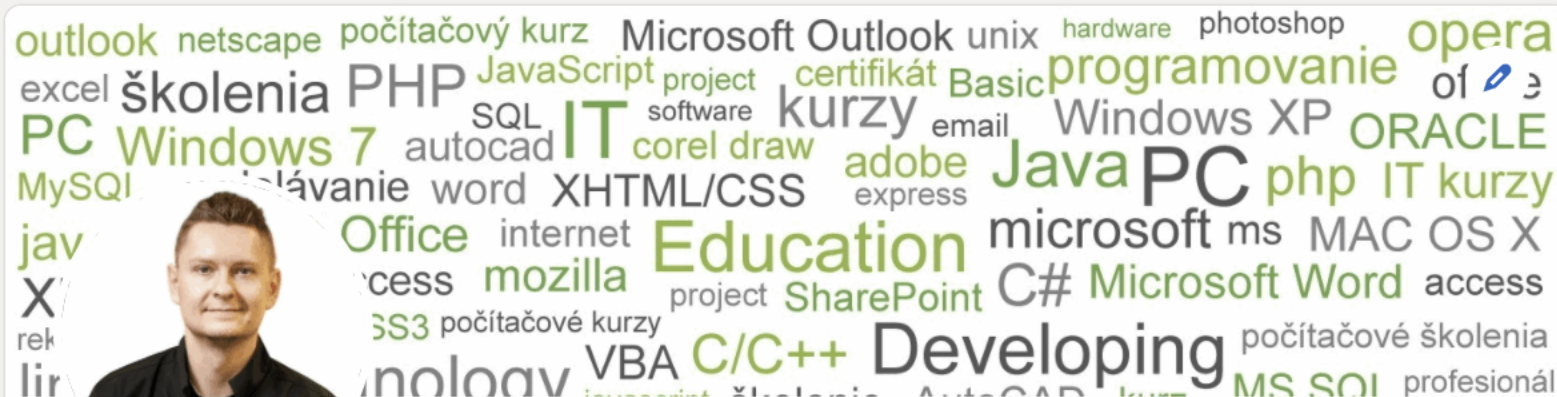 outlook netscape počítačový kurz Microsoft Outlook unix hardware photoshop opera
excel školenia PHP JavaScript project certifikát Basic programovanie
SQL IT software kurzy email Windows XP ORACLE
PC Windows 7 autocad corel draw adobe Java PC php IT kurzy
word XHTML/CSS express
Office internet Education microsoft ms MAC OS X
mozilla project SharePoint C# Microsoft Word access
počítačové kurzy VBA C/C++ Developing počítačové školenia
MS SQL